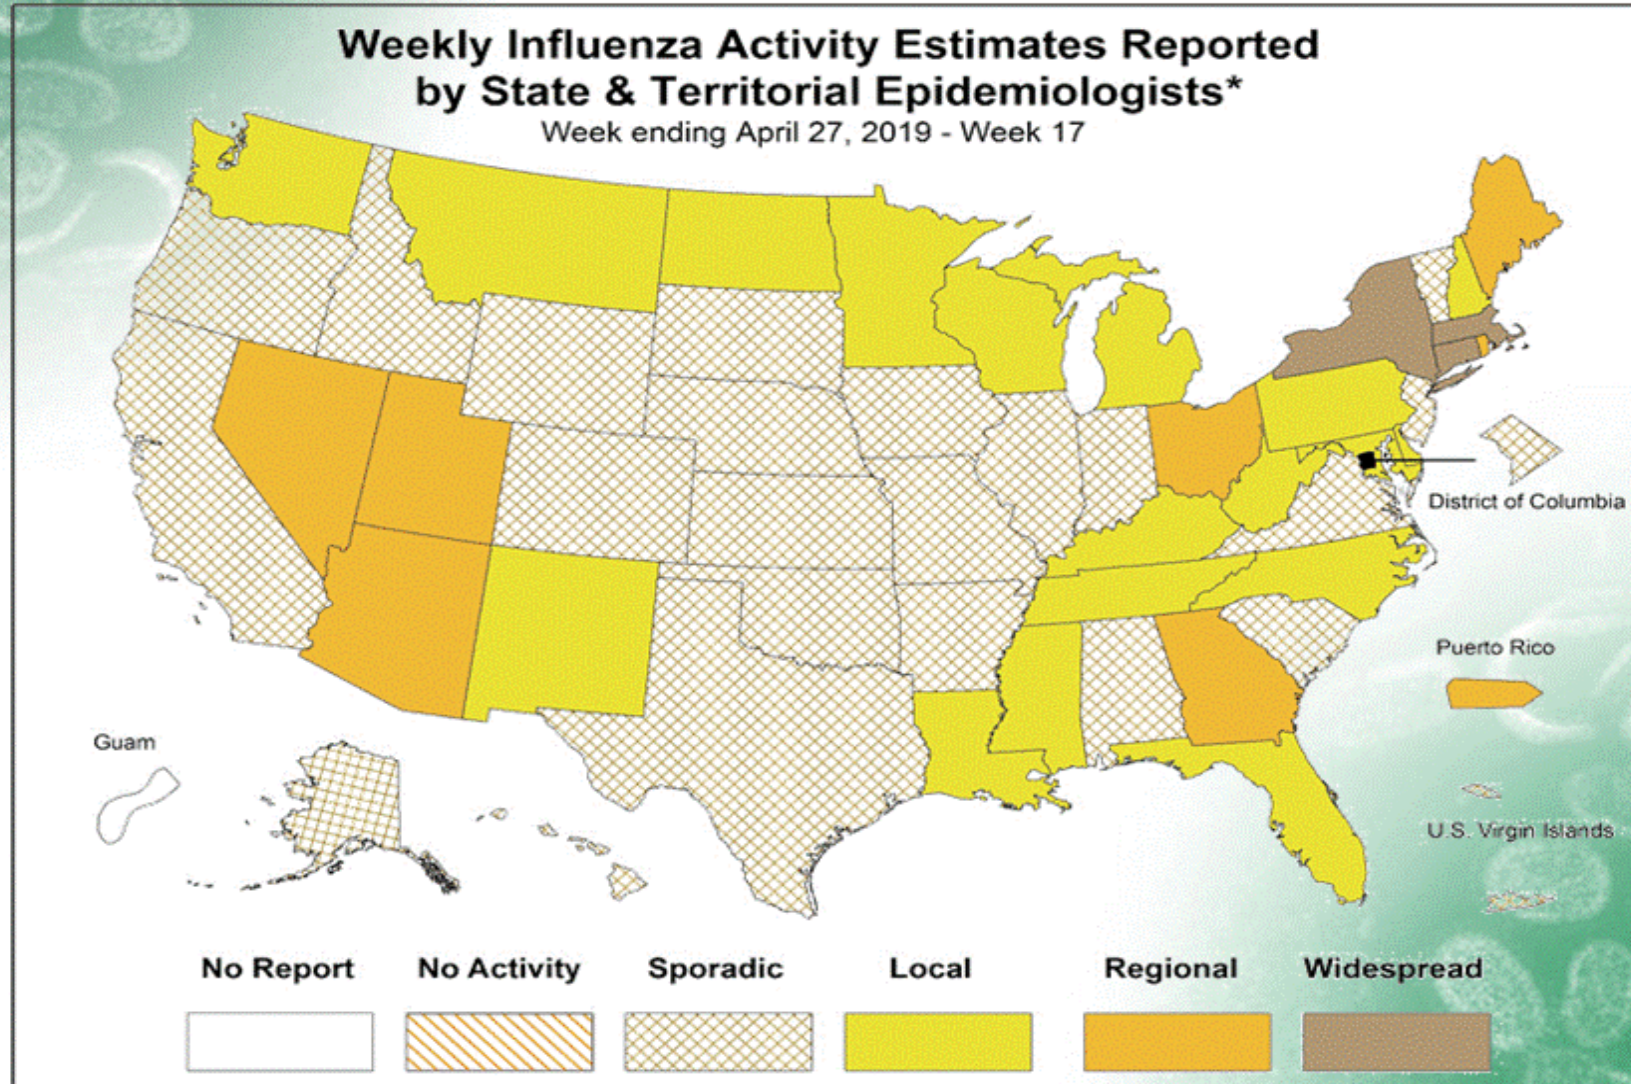 Weekly Influenza Activity Estimates Reported
by State & Territorial Epidemiologists*
Week ending April 27, 2019 - Week 17
District of Columbia
Puerto Rico
Guam
U.S. Virgin Islands
No Report
No Activity
Sporadic
Local
Regional
Widespread